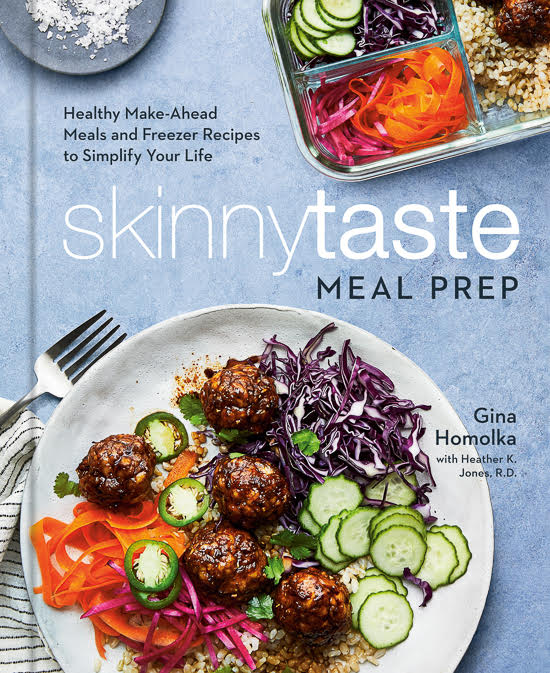 Healthy Make-Ahead
Meals and Freezer Recipes
to Simplify Your Life
skinnytaste
MEAL PREP
Gina
Homolka
with Heather K.
Jones, R.D.